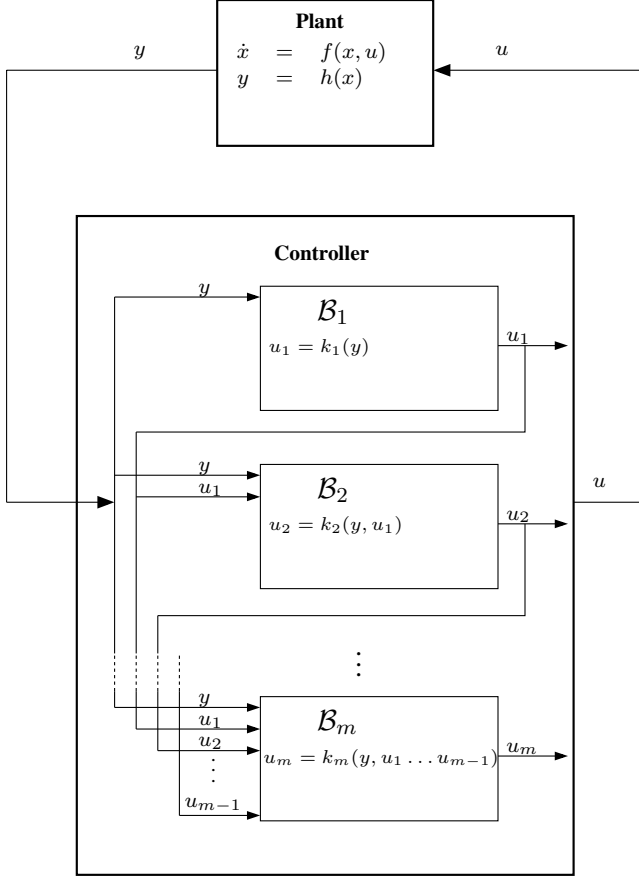 Plant
ẋ = f(x, u)
y = h(x)
y
u
Controller
y
ℬ₁
u₁ = k₁(y)
u₁
y
u₁
ℬ₂
u₂ = k₂(y, u₁)
u₂
u
⋮
y
u₁
u₂
⋮
uₘ₋₁
ℬₘ
uₘ = kₘ(y, u₁ … uₘ₋₁)
uₘ